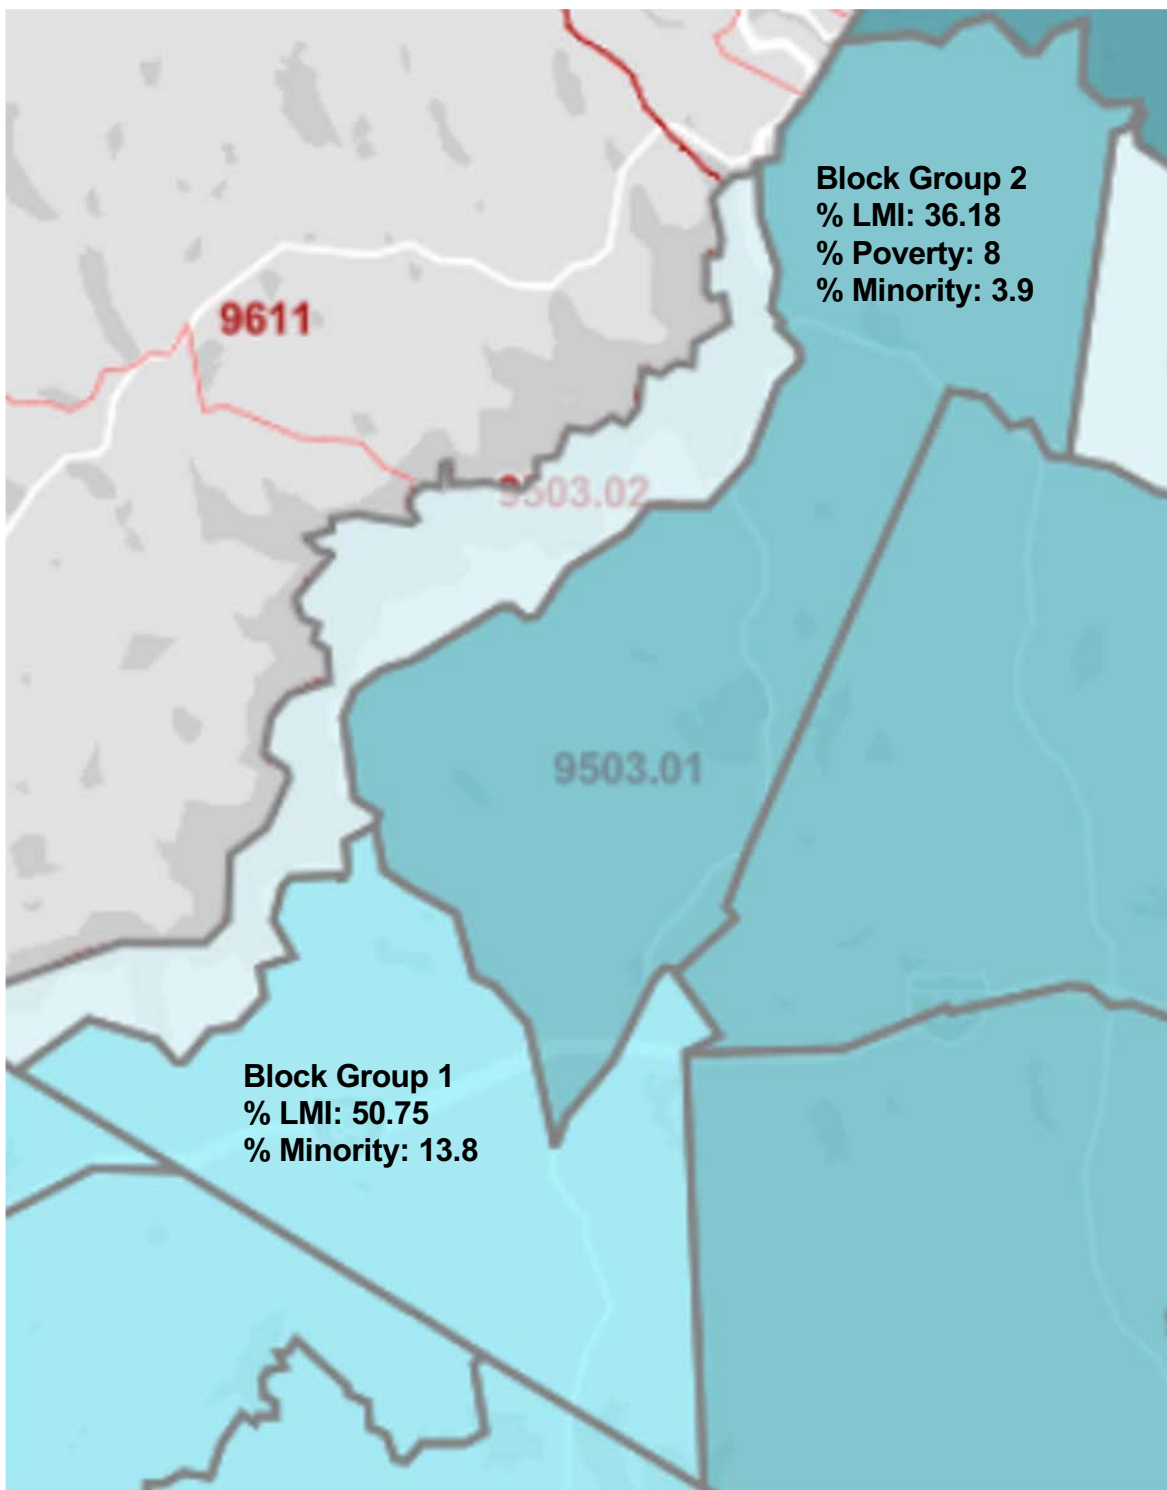 Block Group 2
% LMI: 36.18
% Poverty: 8
% Minority: 3.9
9611
9503.02
9503.01
Block Group 1
% LMI: 50.75
% Minority: 13.8